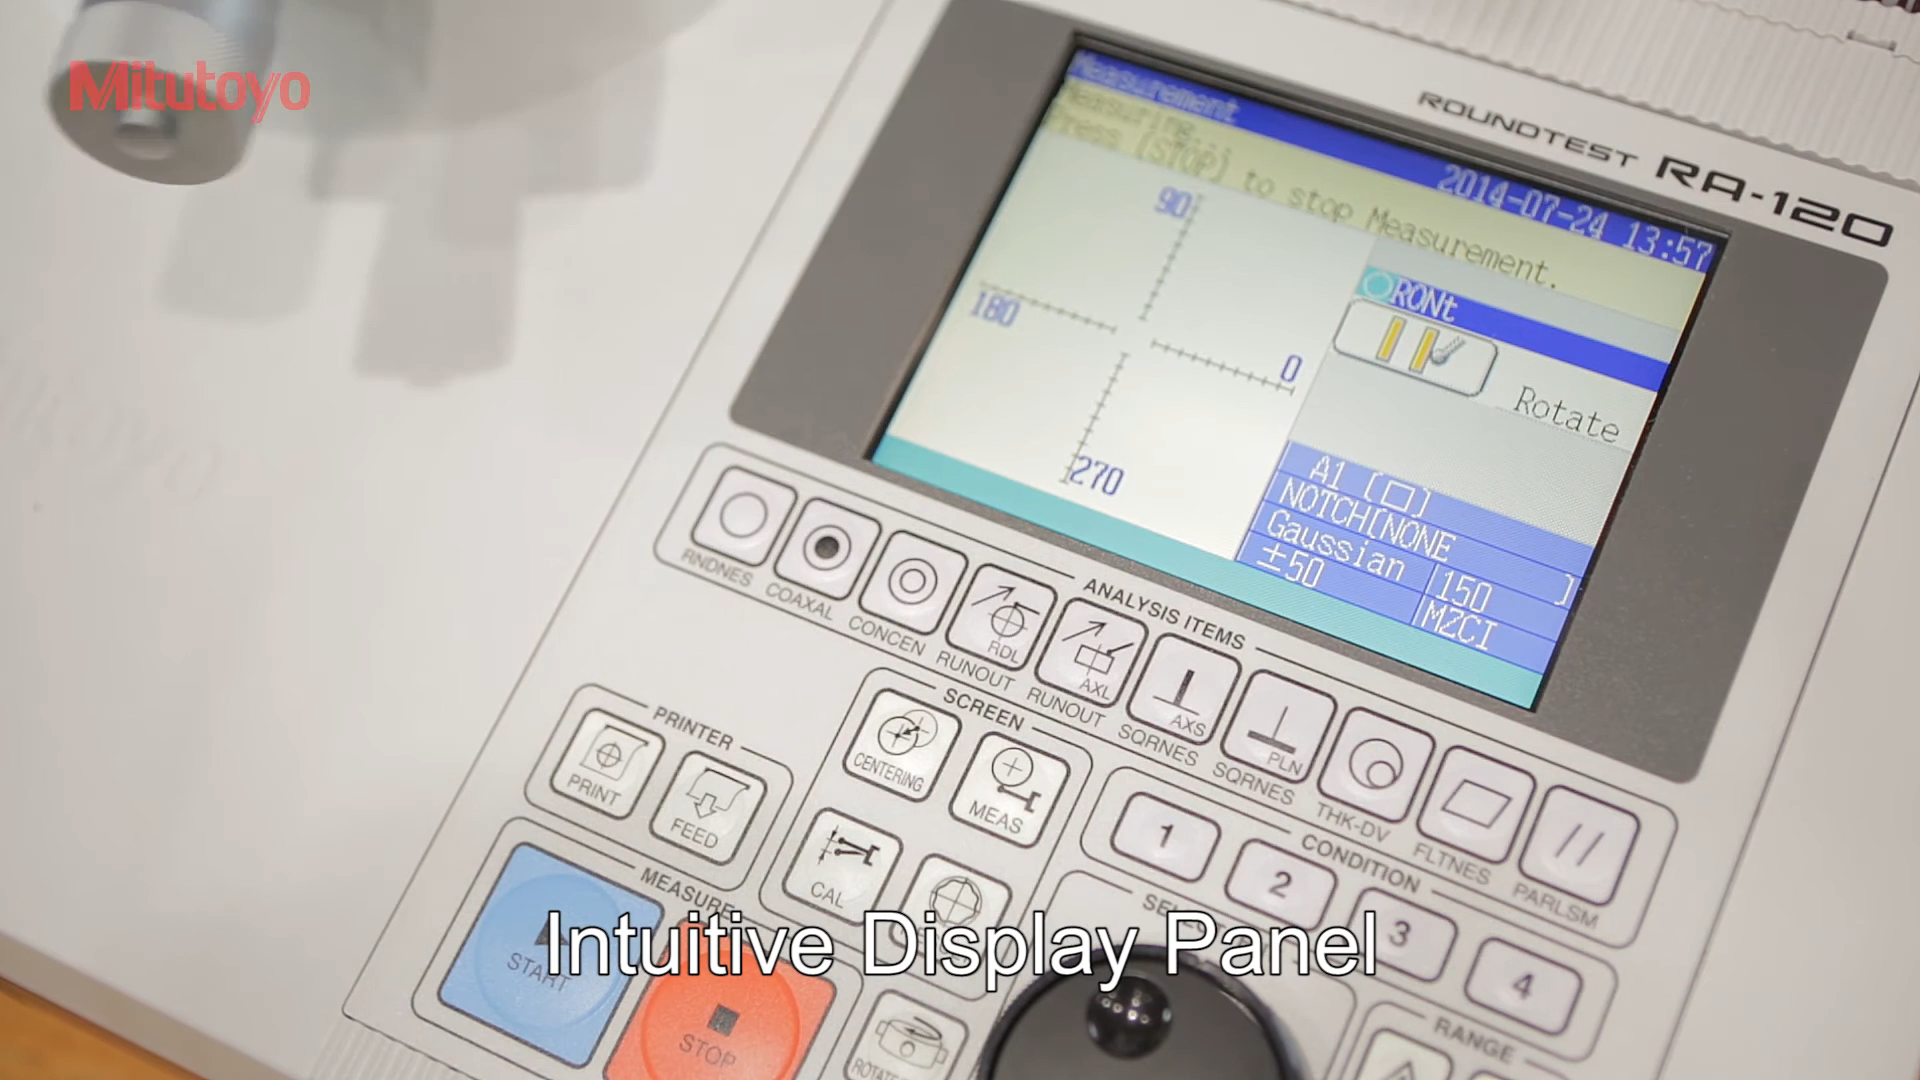 Mitutoyo
ROUNDTEST RA-120
Measurement
2014-07-24 13:57
Measuring....
Press [STOP] to stop Measurement.
90
180
0
270
RONt
Rotate
A1 [□]
NOTCH[NONE ]
Gaussian 150
±50 MZCI
ANALYSIS ITEMS
RNDNES
COAXAL
CONCEN
RDL
RUNOUT
AXL
RUNOUT
AXS
SQRNES
PLN
SQRNES
THK-DV
FLTNES
PARLSM
PRINTER
PRINT
FEED
SCREEN
CENTERING
MEAS
CAL
CONDITION
1
2
3
4
MEASURE
START
STOP
RANGE
Intuitive Display Panel